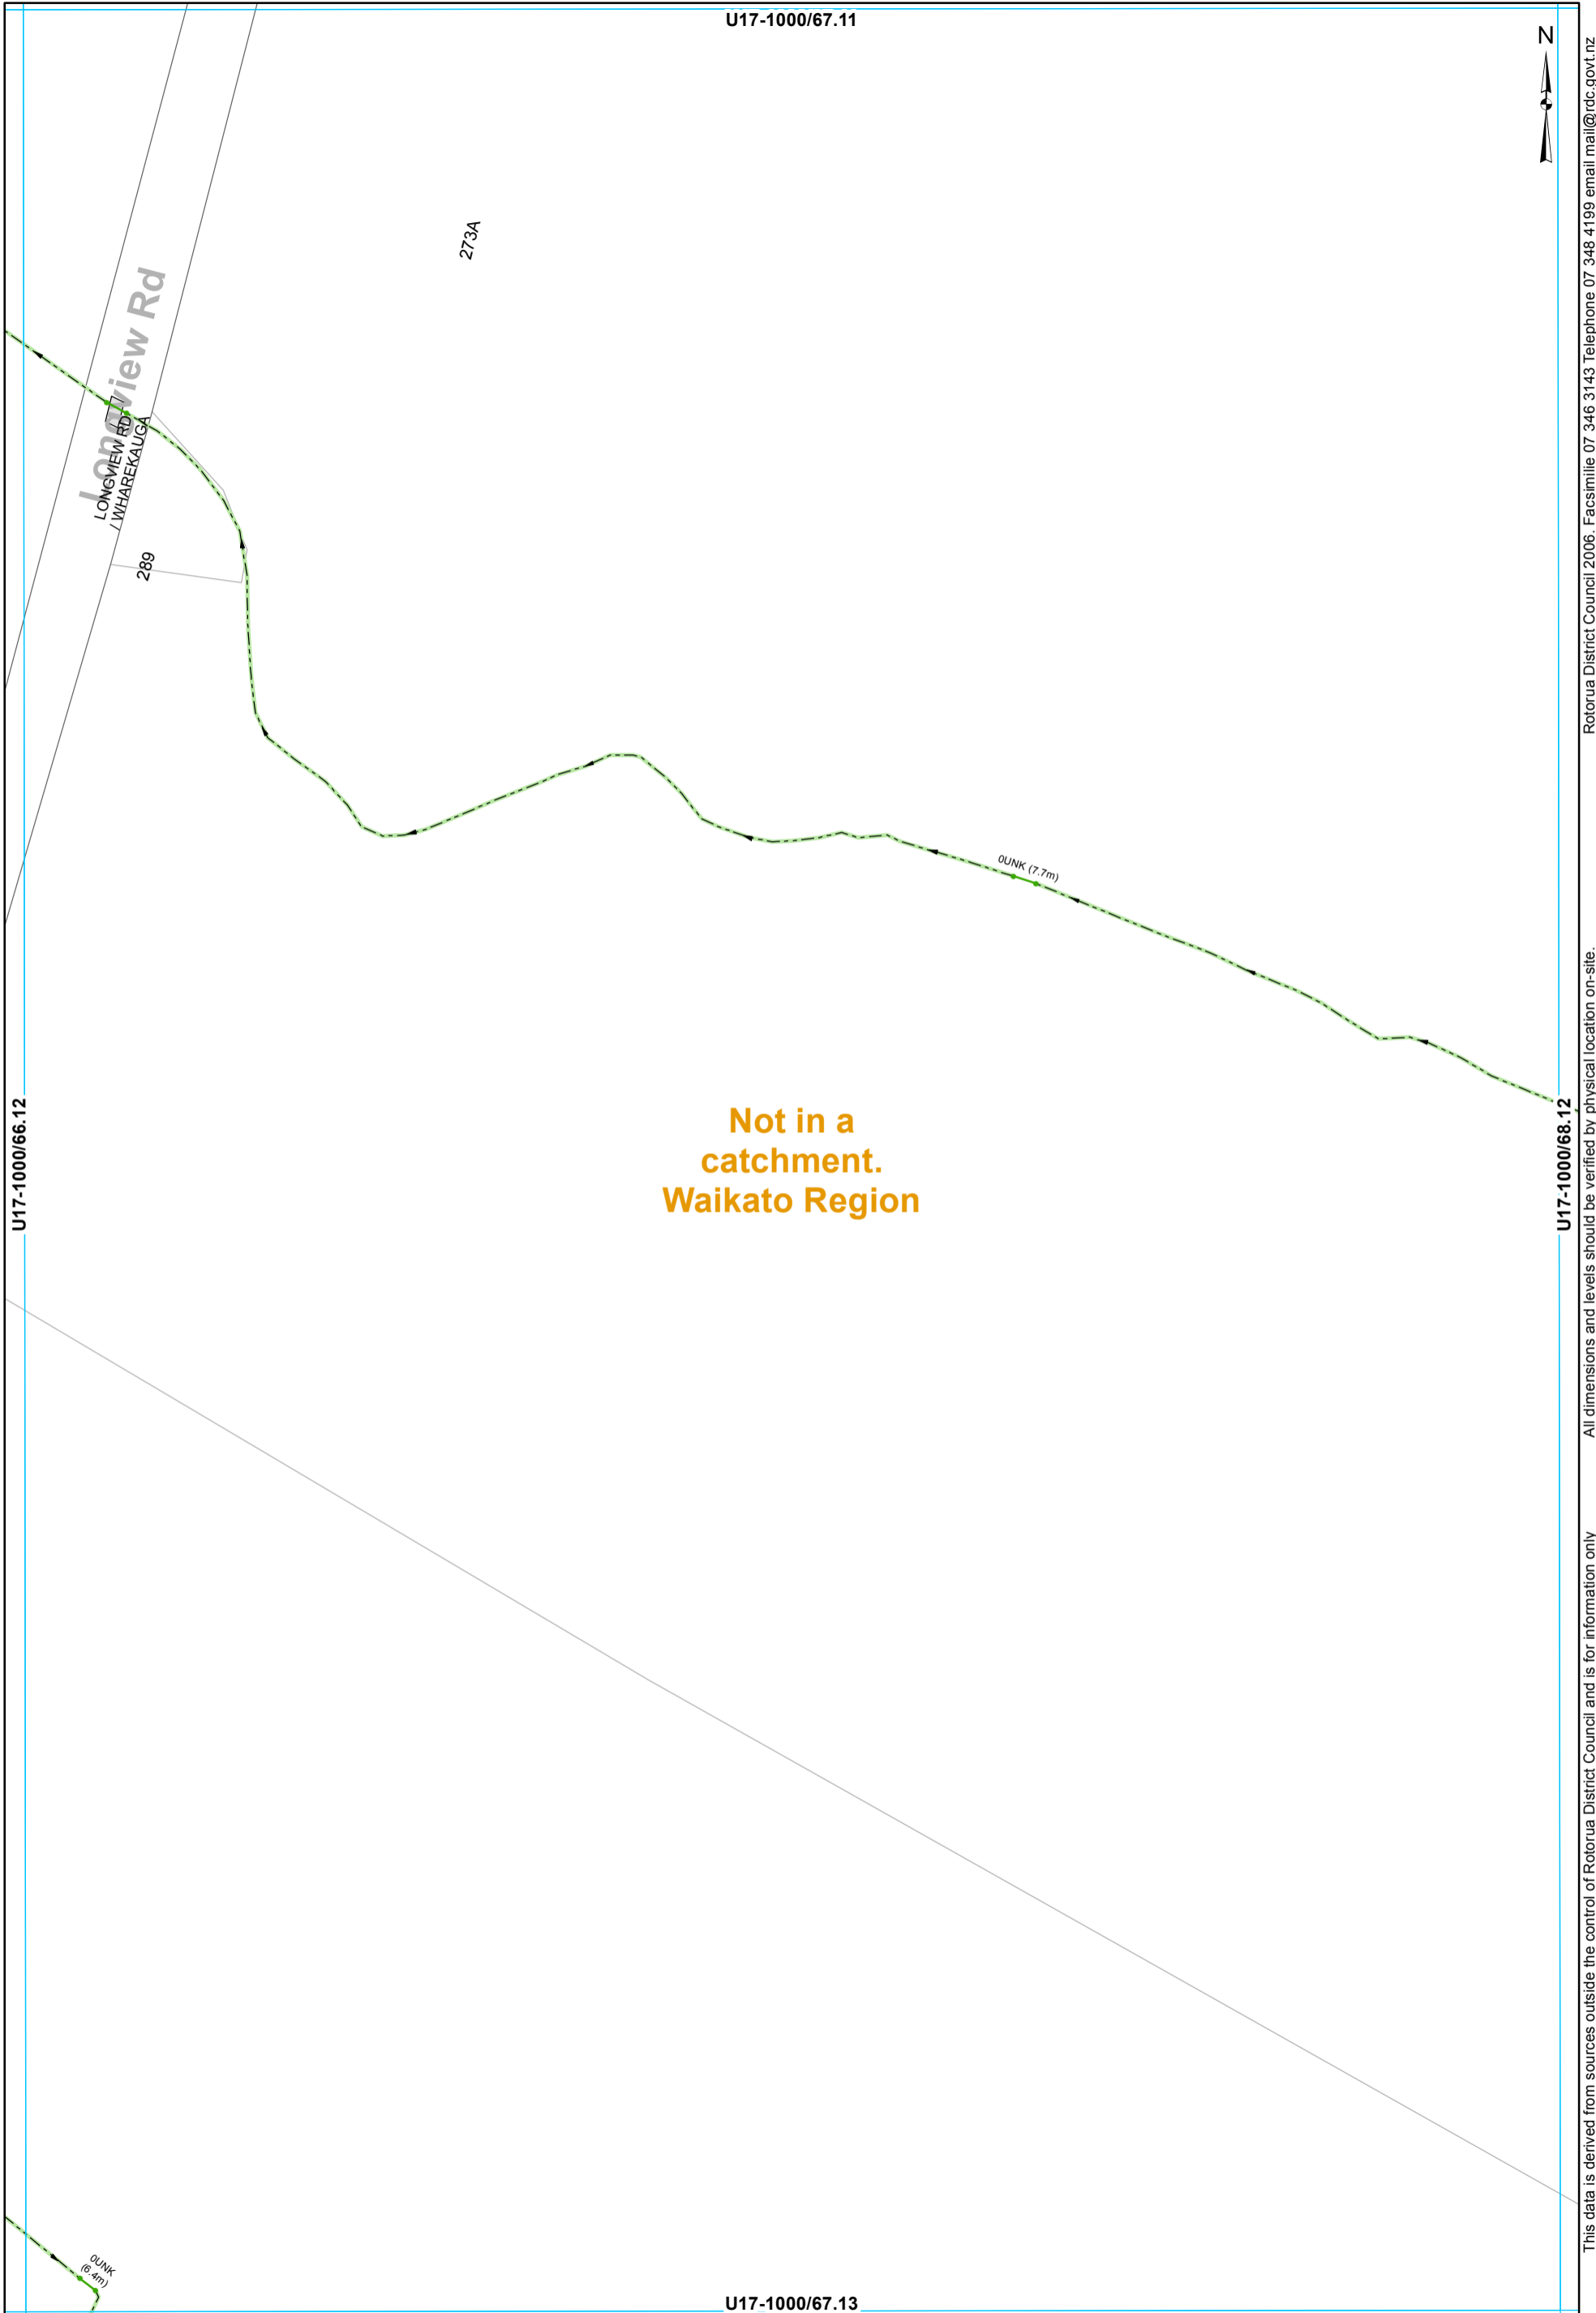 U17-1000/67.11
N
273A
Longview Rd
LONGVIEW RD
/ WHAREKAUGA
289
0UNK (7.7m)
Not in a
catchment.
Waikato Region
U17-1000/66.12
U17-1000/68.12
0UNK
(6.4m)
U17-1000/67.13
This data is derived from sources outside the control of Rotorua District Council and is for information only
All dimensions and levels should be verified by physical location on-site.
Rotorua District Council 2006. Facsimilie 07 346 3143 Telephone 07 348 4199 email mail@rdc.govt.nz